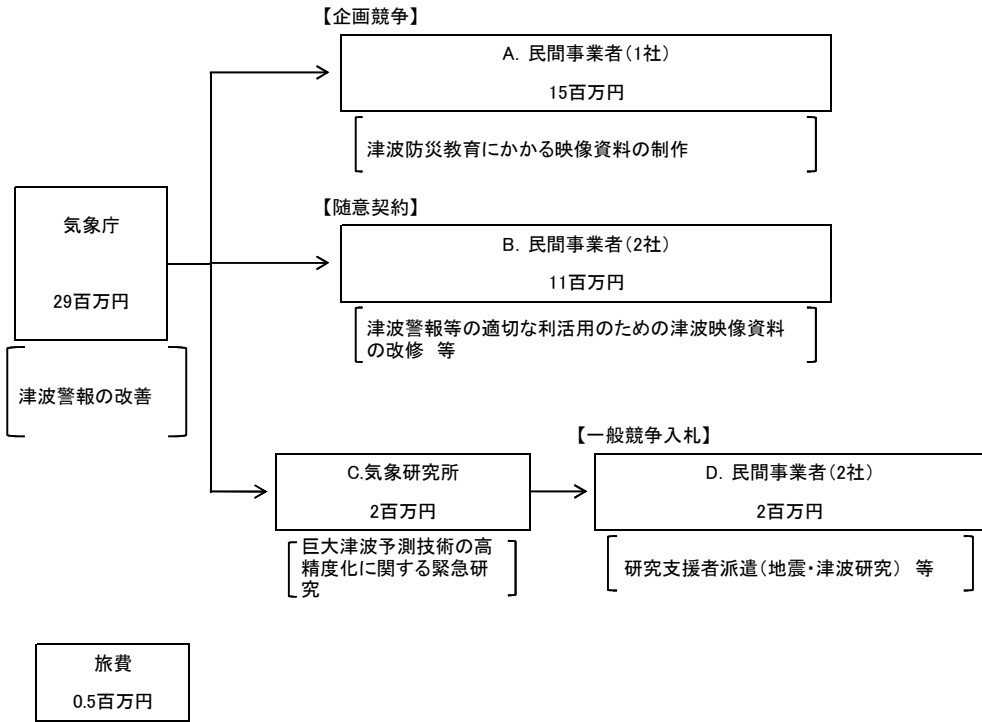 【企画競争】
A. 民間事業者(1社)
15百万円
津波防災教育にかかる映像資料の制作
気象庁
29百万円
津波警報の改善
【随意契約】
B. 民間事業者(2社)
11百万円
津波警報等の適切な利活用のための津波映像資料
の改修 等
【一般競争入札】
C.気象研究所
2百万円
巨大津波予測技術の高
精度化に関する緊急研
究
D. 民間事業者(2社)
2百万円
研究支援者派遣(地震・津波研究) 等
旅費
0.5百万円